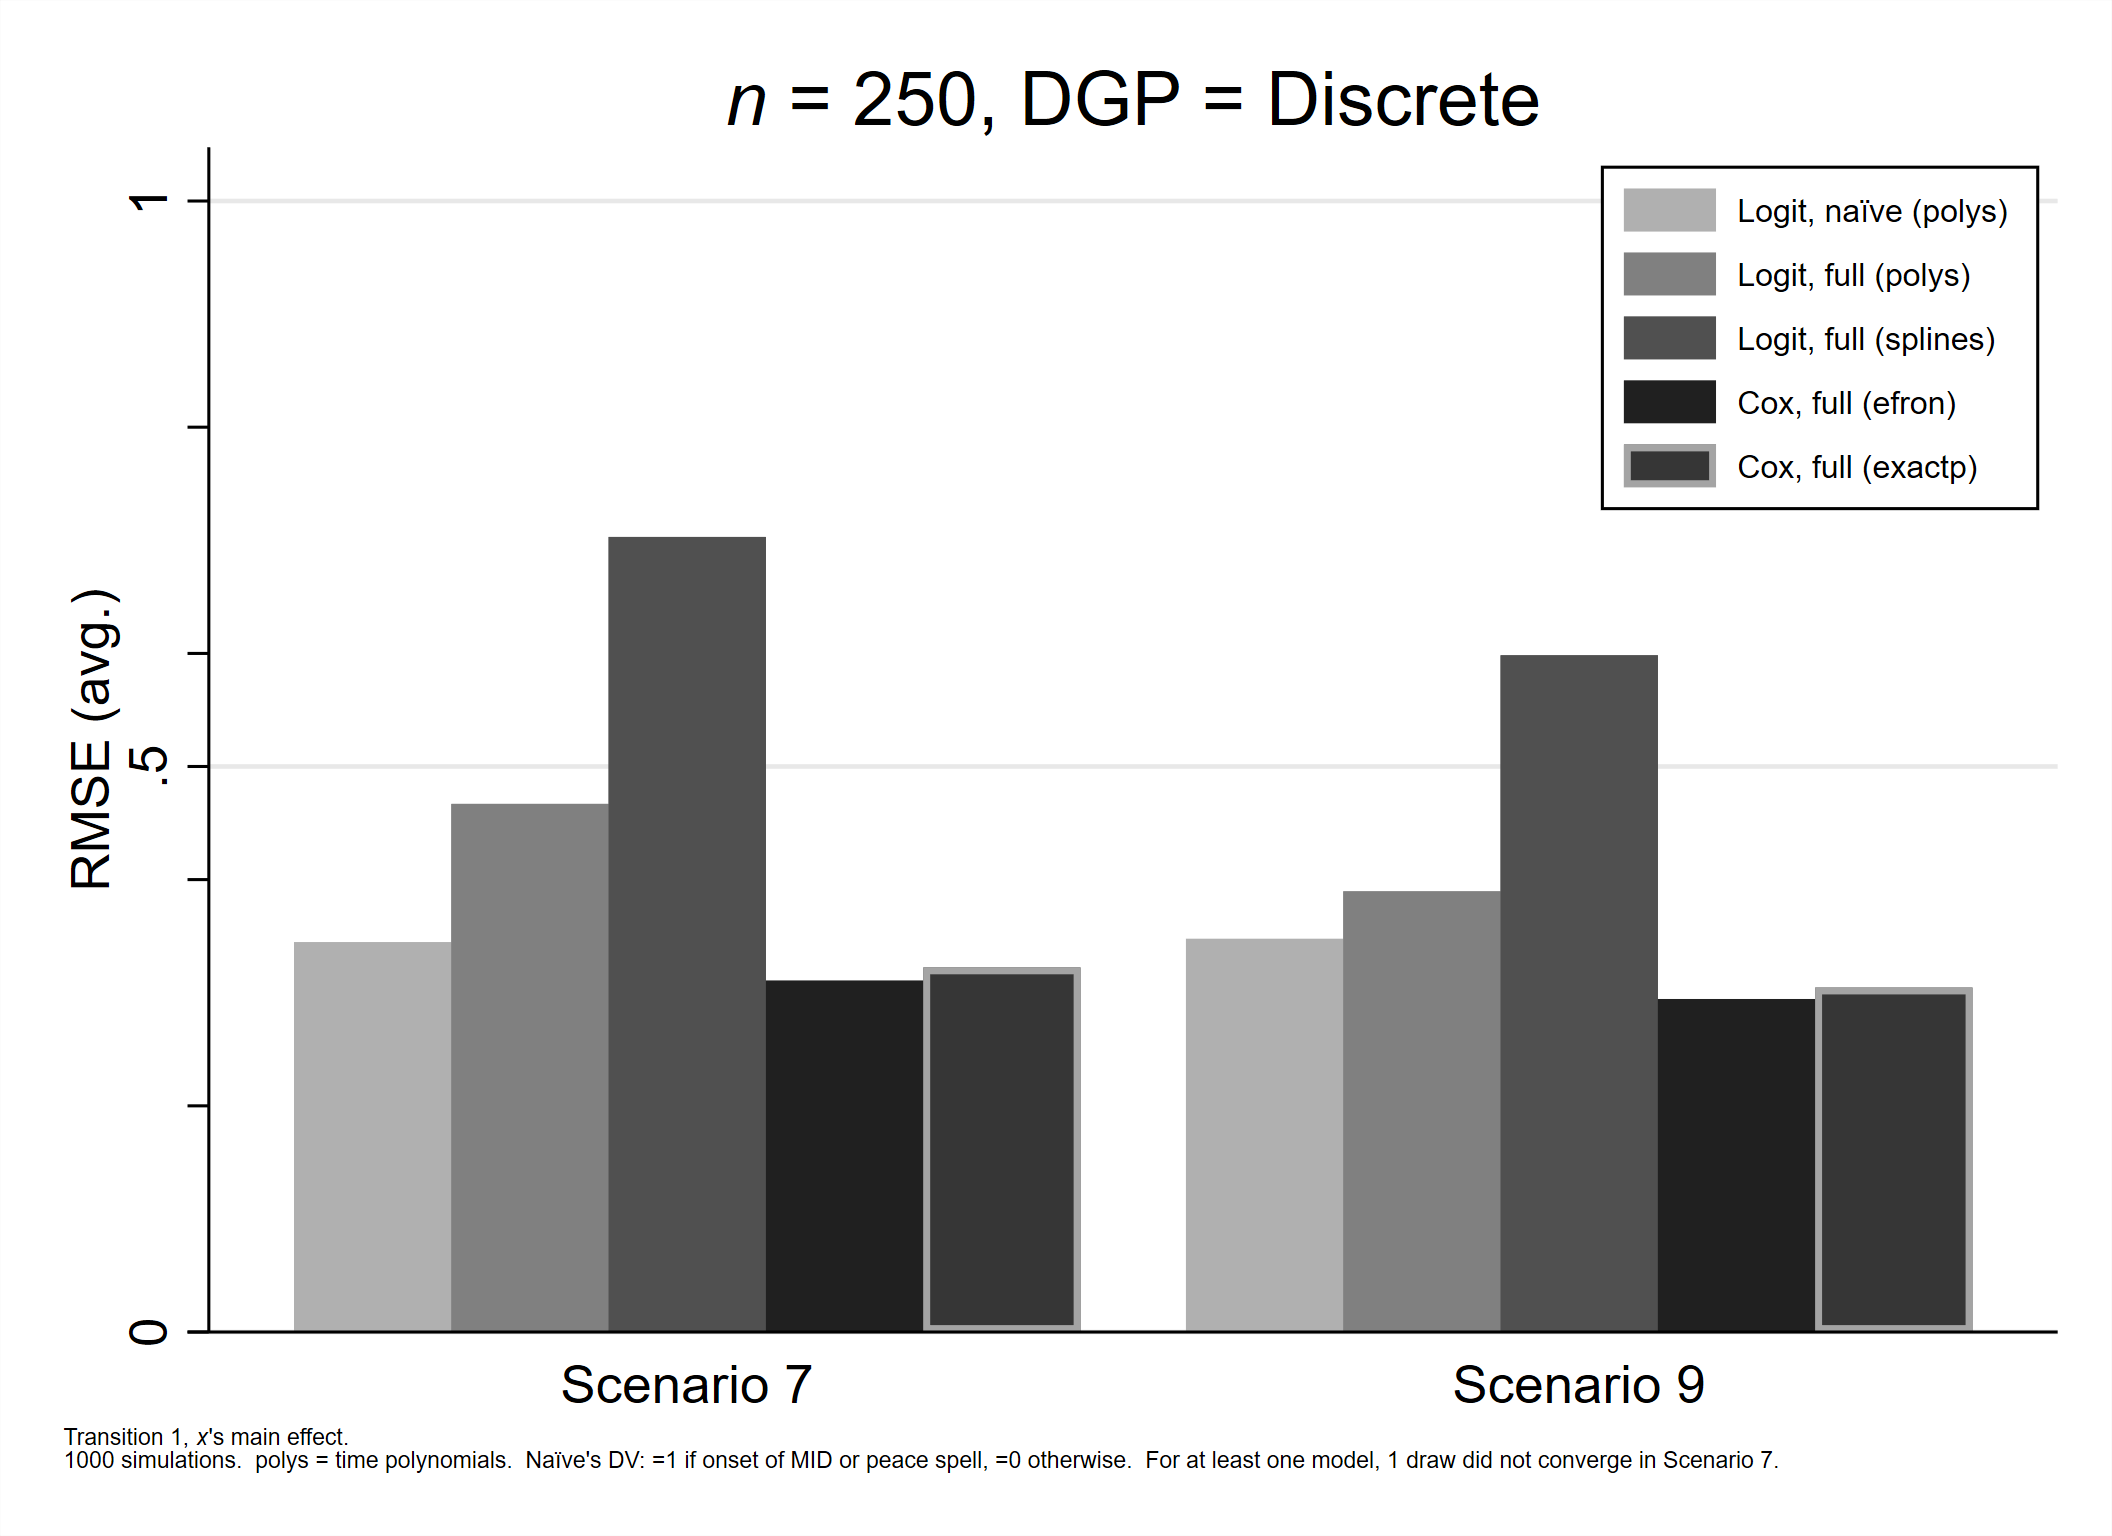 n = 250, DGP = Discrete
1
.5
0
RMSE (avg.)
Logit, naïve (polys)
Logit, full (polys)
Logit, full (splines)
Cox, full (efron)
Cox, full (exactp)
Scenario 7
Scenario 9
Transition 1, x's main effect.
1000 simulations.  polys = time polynomials.  Naïve's DV: =1 if onset of MID or peace spell, =0 otherwise.  For at least one model, 1 draw did not converge in Scenario 7.